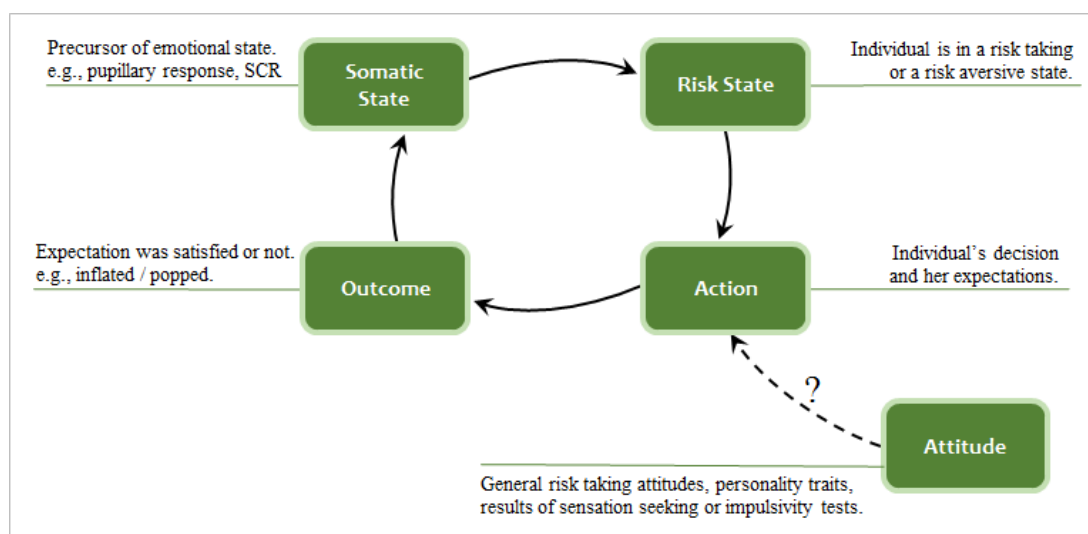 Precursor of emotional state.
e.g., pupillary response, SCR
Somatic
State
Risk State
Individual is in a risk taking
or a risk aversive state.
Expectation was satisfied or not.
e.g., inflated / popped.
Outcome
Action
Individual’s decision
and her expectations.
?
Attitude
General risk taking attitudes, personality traits,
results of sensation seeking or impulsivity tests.